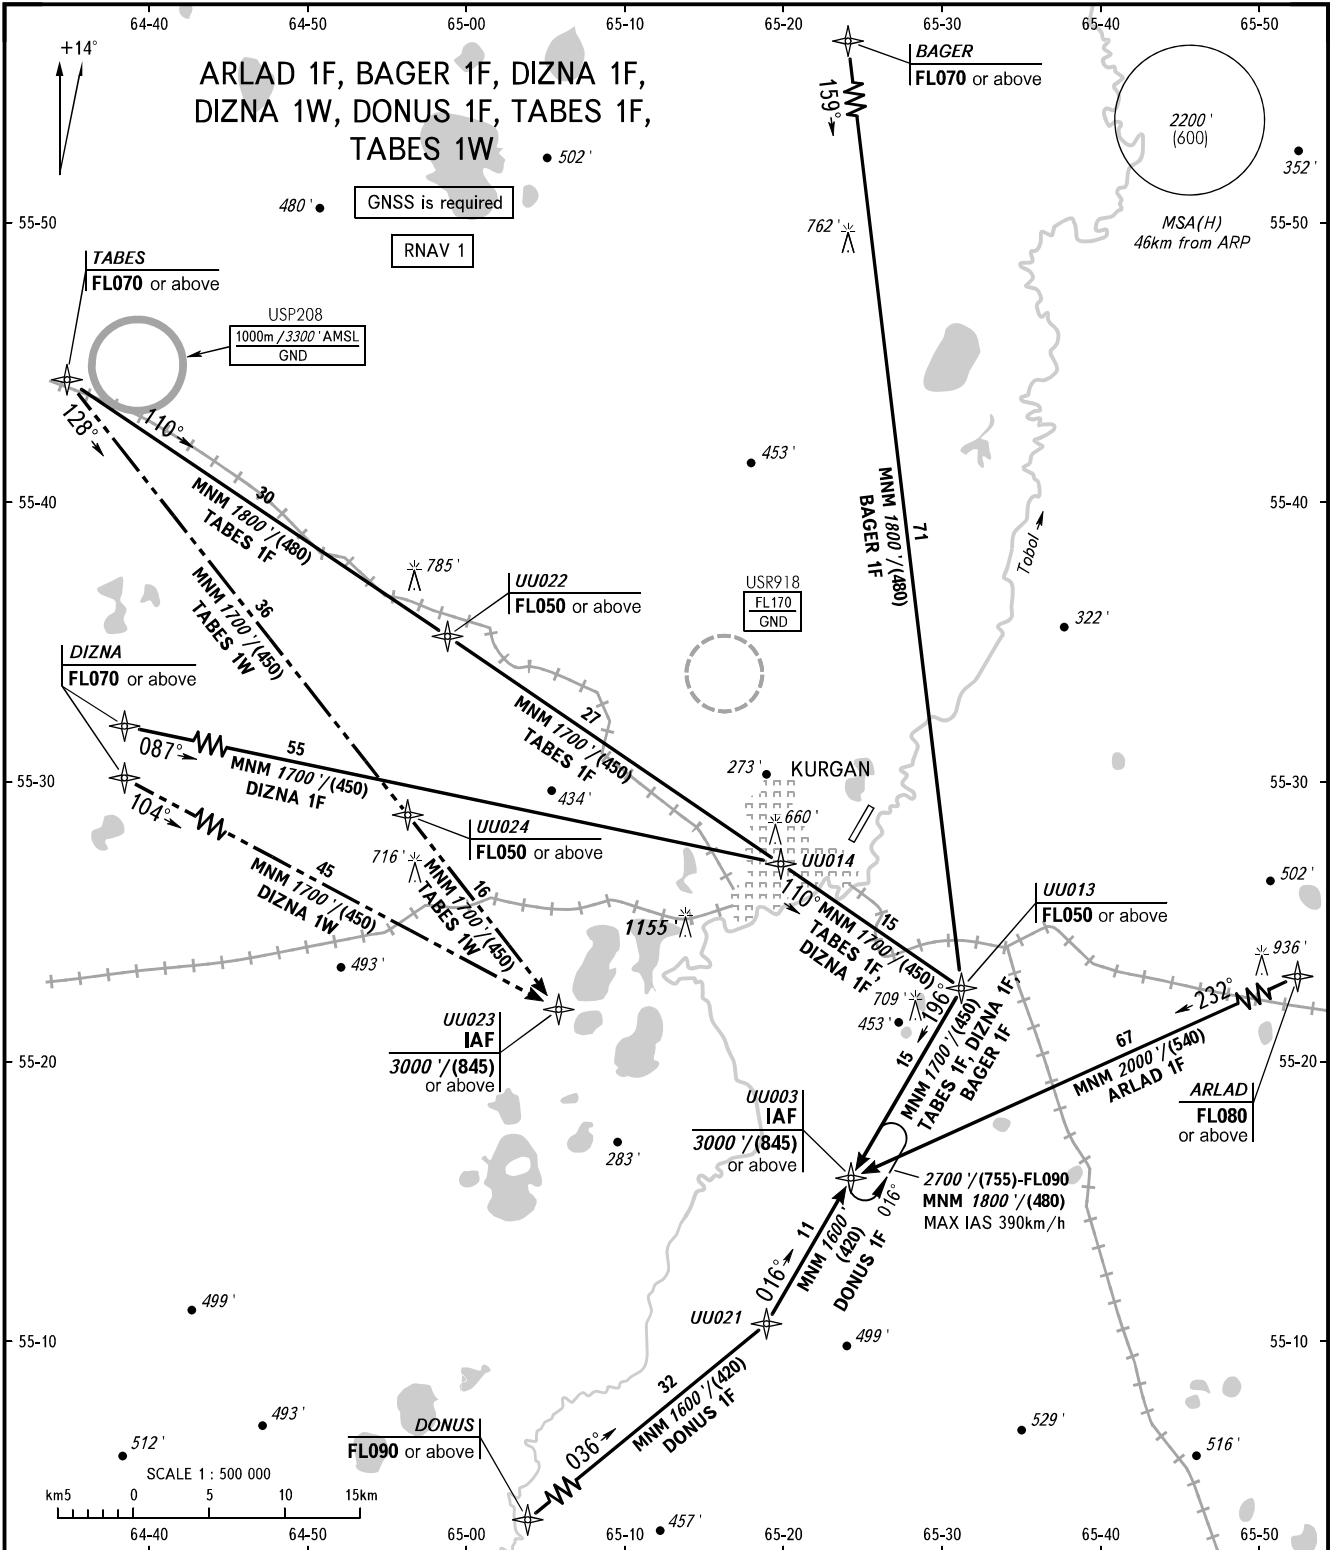 64-40 64-50 65-00 65-10 65-20 65-30 65-40 65-50
+14°
ARLAD 1F, BAGER 1F, DIZNA 1F,
DIZNA 1W, DONUS 1F, TABES 1F,
TABES 1W
GNSS is required
RNAV 1
BAGER
FL070 or above
159°
2200 '
(600)
MSA(H)
46km from ARP
352 '
502 '
480 '
55-50
55-50
762 '
TABES
FL070 or above
USP208
1000m / 3300 ' AMSL
GND
128°
110°
30
MNM 1800 '/(480)
TABES 1F
453 '
71
MNM 1800 '/(480)
BAGER 1F
55-40
55-40
Tobol
785 '
UU022
FL050 or above
USR918
FL170
GND
322 '
36
MNM 1700 '/(450)
TABES 1W
DIZNA
FL070 or above
087°
55
MNM 1700 '/(450)
DIZNA 1F
27
MNM 1700 '/(450)
TABES 1F
55-30
55-30
104°
45
MNM 1700 '/(450)
DIZNA 1W
434 '
273 '
KURGAN
660 '
UU024
FL050 or above
716 '
16
MNM 1700 '/(450)
TABES 1W
UU014
110°
15
MNM 1700 '/(450)
TABES 1F,
DIZNA 1F
UU013
FL050 or above
502 '
1155 '
936 '
493 '
709 '
453 '
196°
15
MNM 1700 '/(450)
TABES 1F, DIZNA 1F,
BAGER 1F
232°
67
MNM 2000 '/(540)
ARLAD 1F
UU023
IAF
3000 '/(845)
or above
55-20
55-20
ARLAD
FL080
or above
UU003
IAF
3000 '/(845)
or above
283 '
2700 '/(755)-FL090
MNM 1800 '/(480)
MAX IAS 390km/h
016°
016°
11
MNM 1600 '
(420)
DONUS 1F
499 '
UU021
499 '
55-10
55-10
32
MNM 1600 '/(420)
DONUS 1F
036°
DONUS
FL090 or above
493 '
512 '
529 '
516 '
457 '
SCALE 1 : 500 000
km5 0 5 10 15km
64-40 64-50 65-00 65-10 65-20 65-30 65-40 65-50